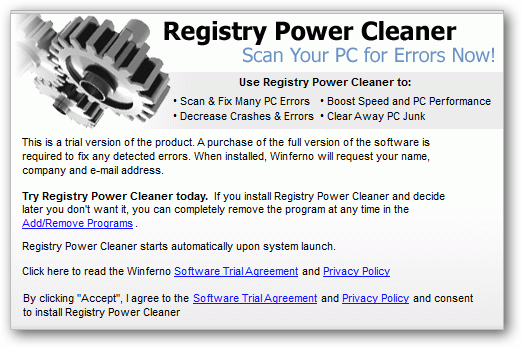 Registry Power Cleaner
Scan Your PC for Errors Now!
Use Registry Power Cleaner to:
• Scan & Fix Many PC Errors • Boost Speed and PC Performance
• Decrease Crashes & Errors • Clear Away PC Junk
This is a trial version of the product. A purchase of the full version of the software is
required to fix any detected errors. When installed, Winferno will request your name,
company and e-mail address.
Try Registry Power Cleaner today. If you install Registry Power Cleaner and decide
later you don't want it, you can completely remove the program at any time in the
Add/Remove Programs .
Registry Power Cleaner starts automatically upon system launch.
Click here to read the Winferno Software Trial Agreement and Privacy Policy
By clicking "Accept", I agree to the Software Trial Agreement and Privacy Policy and consent
to install Registry Power Cleaner